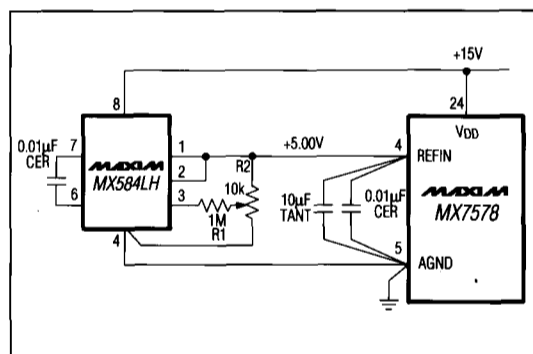 +15V
8
24
0.01µF
CER
7
6
MAXIM
MX584LH
1
2
3
4
R2
10k
1M
R1
+5.00V
10µF
TANT
0.01µF
CER
4
5
VDD
REFIN
MAXIM
MX7578
AGND